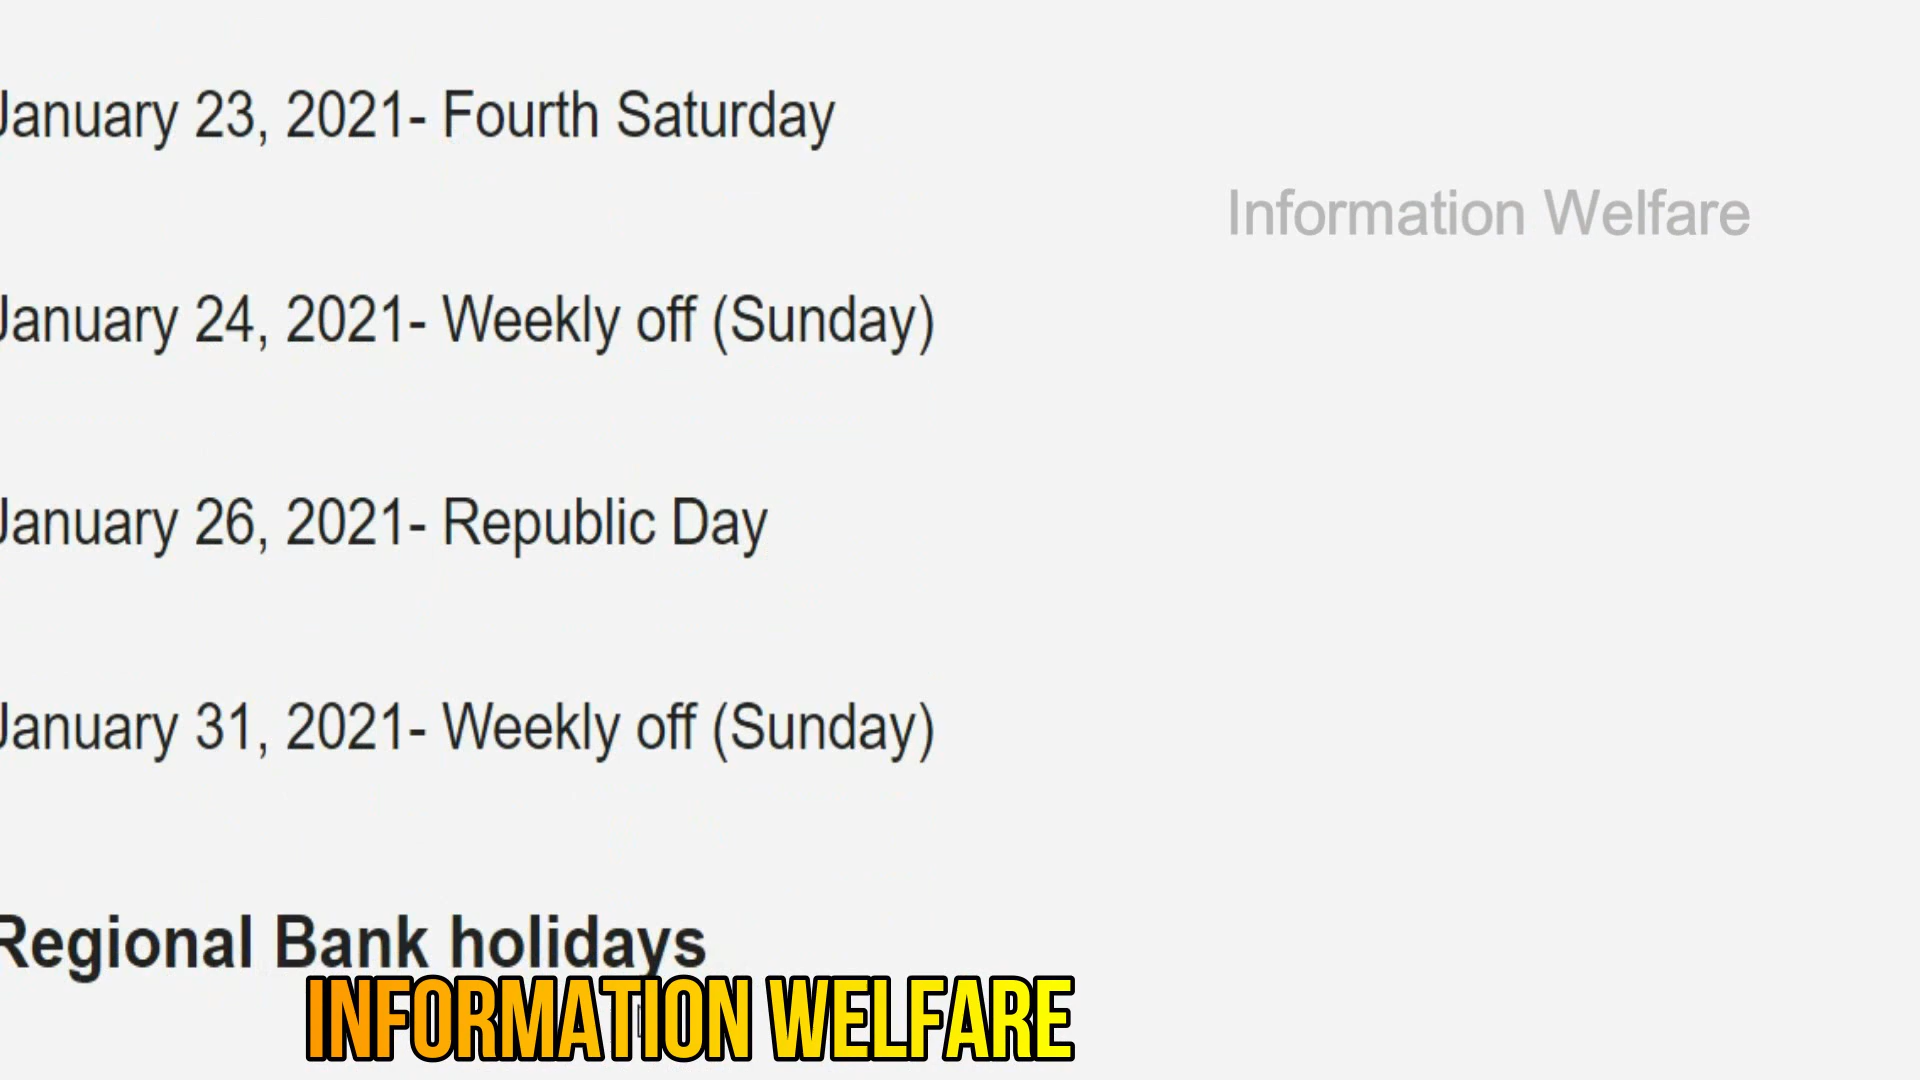 January 23, 2021- Fourth Saturday
Information Welfare
January 24, 2021- Weekly off (Sunday)
January 26, 2021- Republic Day
January 31, 2021- Weekly off (Sunday)
Regional Bank holidays
INFORMATION WELFARE